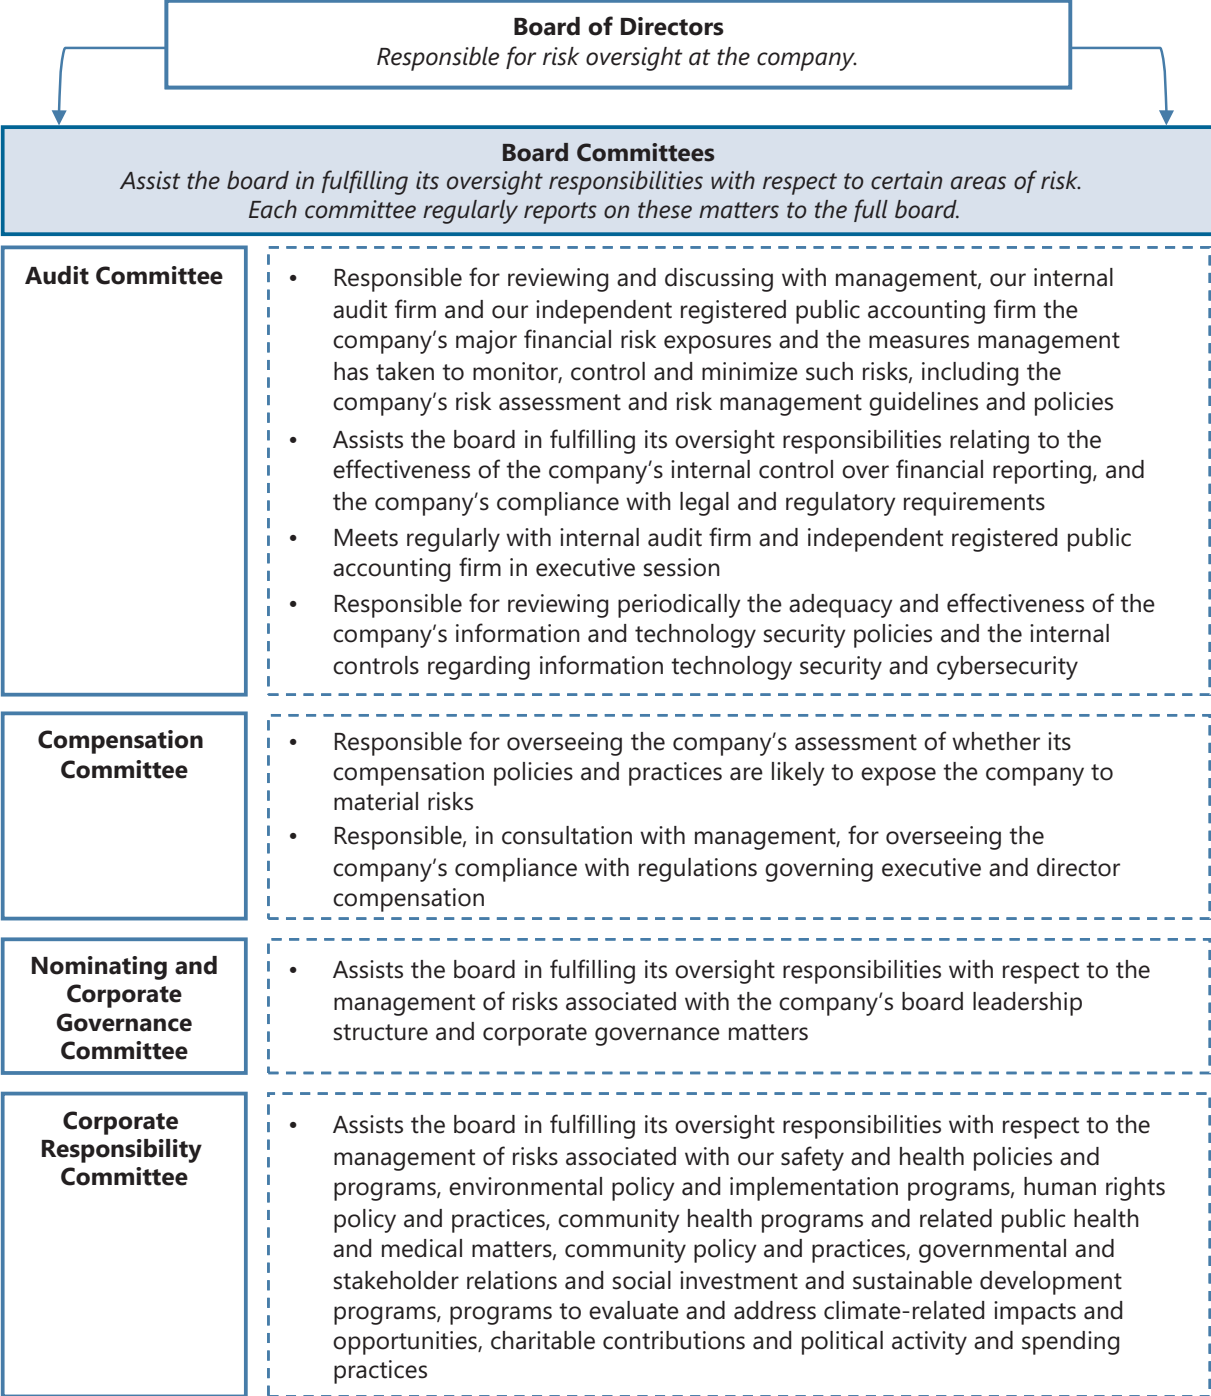 Board of Directors
Responsible for risk oversight at the company.
Board Committees
Assist the board in fulfilling its oversight responsibilities with respect to certain areas of risk.
Each committee regularly reports on these matters to the full board.
Audit Committee
• Responsible for reviewing and discussing with management, our internal
audit firm and our independent registered public accounting firm the
company’s major financial risk exposures and the measures management
has taken to monitor, control and minimize such risks, including the
company’s risk assessment and risk management guidelines and policies
• Assists the board in fulfilling its oversight responsibilities relating to the
effectiveness of the company’s internal control over financial reporting, and
the company’s compliance with legal and regulatory requirements
• Meets regularly with internal audit firm and independent registered public
accounting firm in executive session
• Responsible for reviewing periodically the adequacy and effectiveness of the
company’s information and technology security policies and the internal
controls regarding information technology security and cybersecurity
Compensation
Committee
• Responsible for overseeing the company’s assessment of whether its
compensation policies and practices are likely to expose the company to
material risks
• Responsible, in consultation with management, for overseeing the
company’s compliance with regulations governing executive and director
compensation
Nominating and
Corporate
Governance
Committee
• Assists the board in fulfilling its oversight responsibilities with respect to the
management of risks associated with the company’s board leadership
structure and corporate governance matters
Corporate
Responsibility
Committee
• Assists the board in fulfilling its oversight responsibilities with respect to the
management of risks associated with our safety and health policies and
programs, environmental policy and implementation programs, human rights
policy and practices, community health programs and related public health
and medical matters, community policy and practices, governmental and
stakeholder relations and social investment and sustainable development
programs, programs to evaluate and address climate-related impacts and
opportunities, charitable contributions and political activity and spending
practices